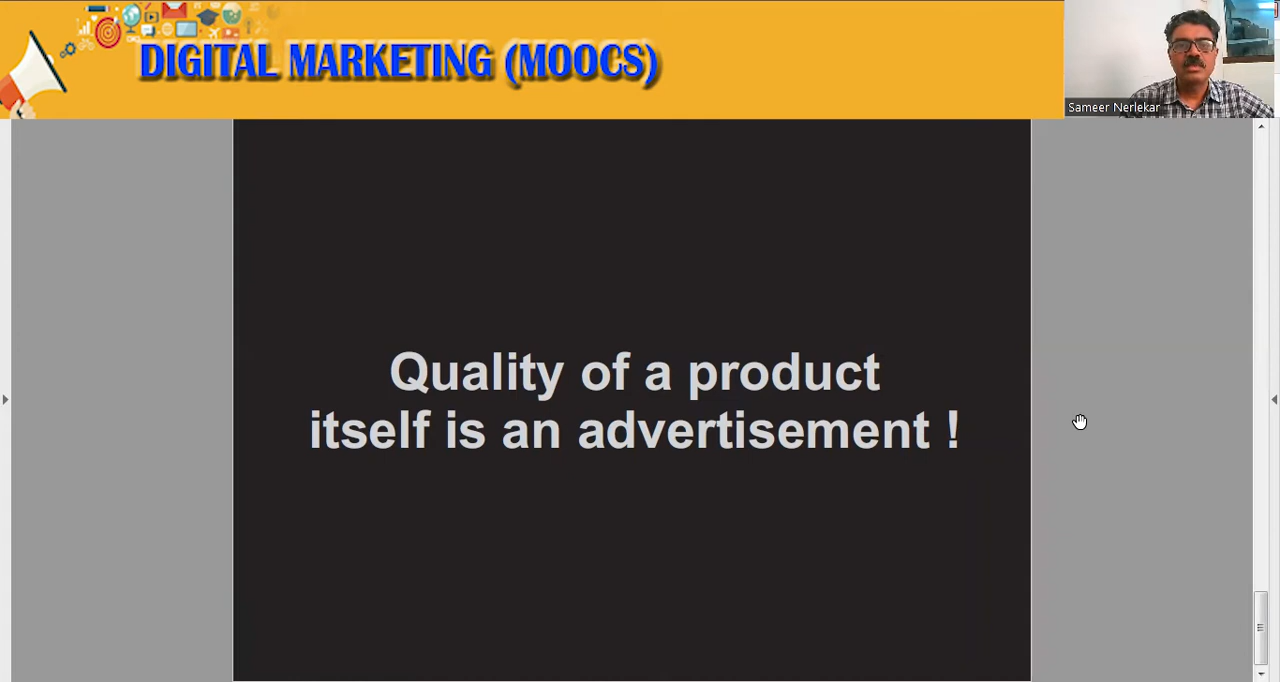 DIGITAL MARKETING (MOOCS)
Sameer Nerlekar
Quality of a product
itself is an advertisement !